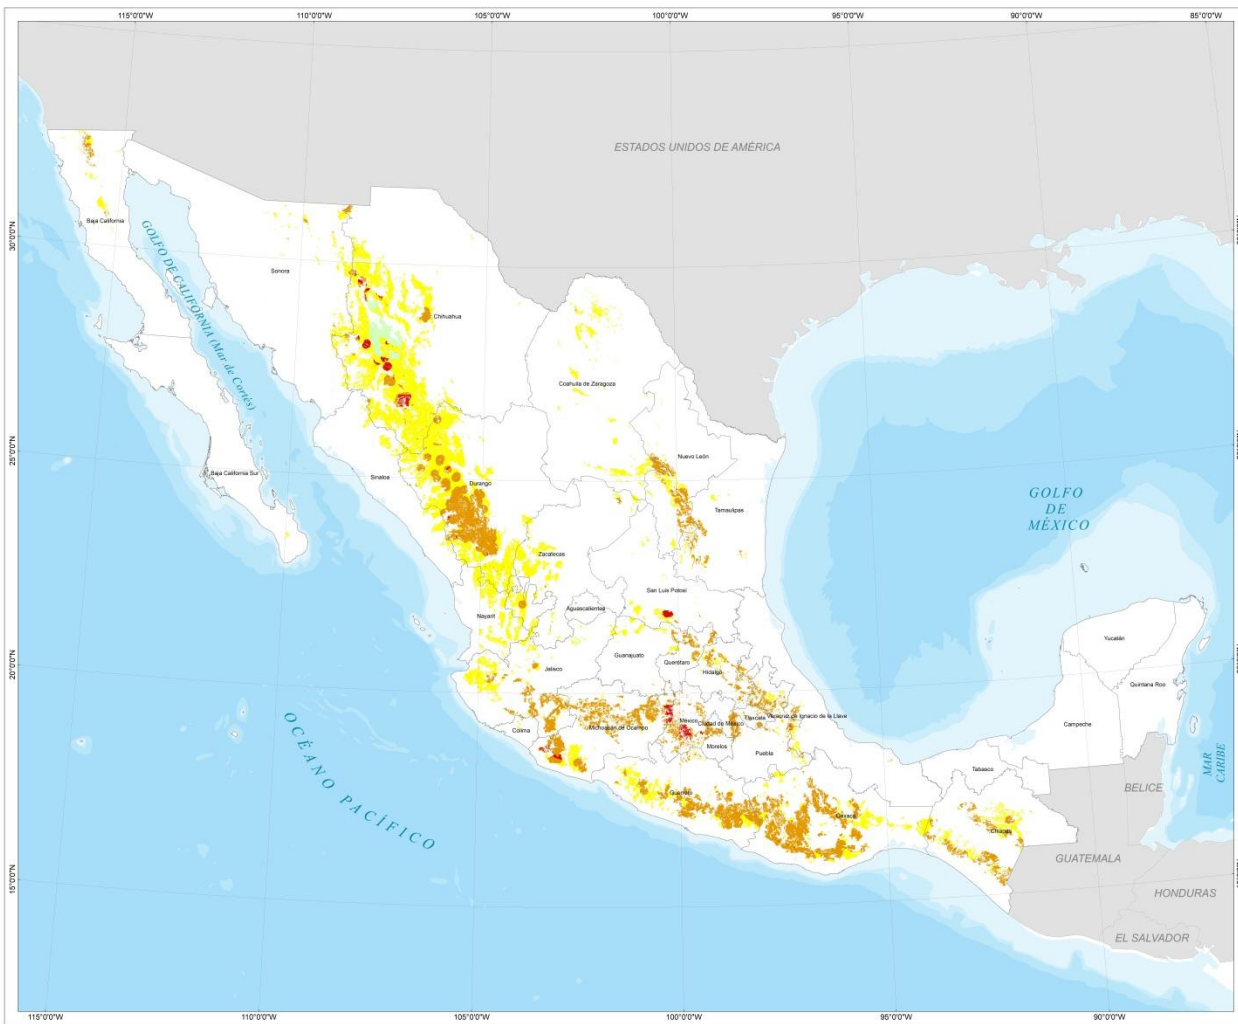 115°0'0"W
110°0'0"W
105°0'0"W
100°0'0"W
95°0'0"W
90°0'0"W
85°0'0"W
ESTADOS UNIDOS DE AMÉRICA
30°0'0"N
Baja California
GOLFO DE CALIFORNIA (Mar de Cortés)
Sonora
Chihuahua
Coahuila de Zaragoza
25°0'0"N
Baja California Sur
Sinaloa
Durango
Nuevo León
Tamaulipas
GOLFO
DE
MÉXICO
Zacatecas
San Luis Potosí
Aguascalientes
Nayarit
20°0'0"N
Jalisco
Guanajuato
Querétaro
Hidalgo
Yucatán
Quintana Roo
Campeche
Colima
Michoacán de Ocampo
México
Ciudad de México
Tlaxcala
Veracruz de Ignacio de la Llave
Morelos
Puebla
Tabasco
MAR
CARIBE
BELICE
OCÉANO PACÍFICO
Guerrero
Oaxaca
Chiapas
GUATEMALA
15°0'0"N
HONDURAS
EL SALVADOR
115°0'0"W
110°0'0"W
105°0'0"W
100°0'0"W
95°0'0"W
90°0'0"W